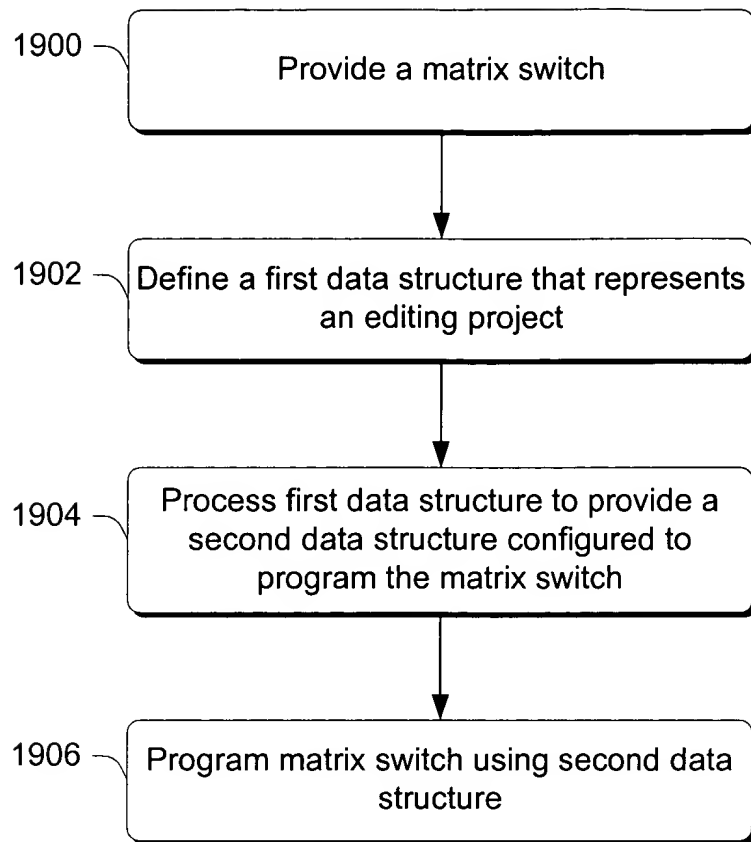 1900
Provide a matrix switch
1902
Define a first data structure that represents
an editing project
1904
Process first data structure to provide a
second data structure configured to
program the matrix switch
1906
Program matrix switch using second data
structure